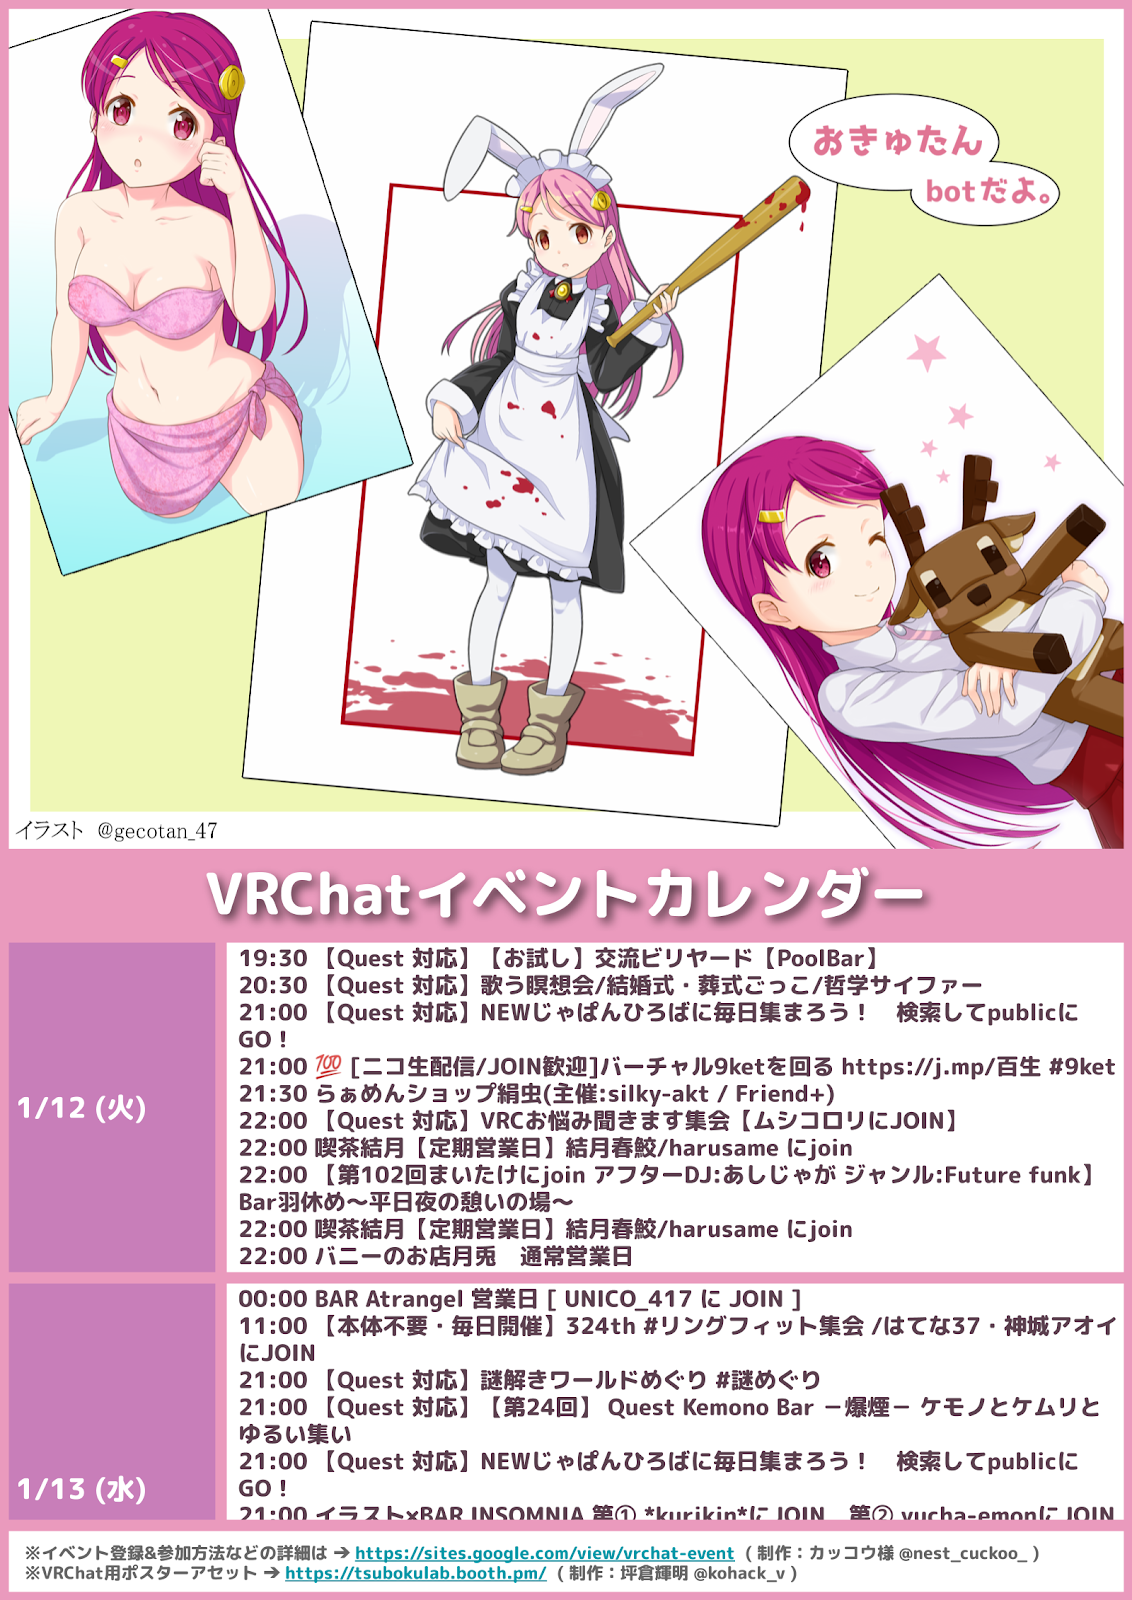 おきゅたん
botだよ。
イラスト @gecotan_47
VRChatイベントカレンダー
1/12 (火)
19:30 【Quest 対応】【お試し】交流ビリヤード【PoolBar】
20:30 【Quest 対応】歌う瞑想会/結婚式・葬式ごっこ/哲学サイファー
21:00 【Quest 対応】NEWじゃぱんひろばに毎日集まろう！　検索してpublicに
GO！
21:00 💯 [ニコ生配信/JOIN歓迎]バーチャル9ketを回る https://j.mp/百生 #9ket
21:30 らぁめんショップ絹虫(主催:silky-akt / Friend+)
22:00 【Quest 対応】VRCお悩み聞きます集会【ムシコロリにJOIN】
22:00 喫茶結月【定期営業日】結月春鮫/harusame にjoin
22:00 【第102回まいたけにjoin アフターDJ:あしじゃが ジャンル:Future funk】
Bar羽休め〜平日夜の憩いの場〜
22:00 喫茶結月【定期営業日】結月春鮫/harusame にjoin
22:00 バニーのお店月兎　通常営業日
1/13 (水)
00:00 BAR Atrangel 営業日 [ UNICO_417 に JOIN ]
11:00 【本体不要・毎日開催】324th #リングフィット集会 /はてな37・神城アオイ
にJOIN
21:00 【Quest 対応】謎解きワールドめぐり #謎めぐり
21:00 【Quest 対応】【第24回】 Quest Kemono Bar －爆煙－ ケモノとケムリと
ゆるい集い
21:00 【Quest 対応】NEWじゃぱんひろばに毎日集まろう！　検索してpublicに
GO！
21:00 イラスト×BAR INSOMNIA 第① *kurikin*に JOIN　第② yucha-emonに JOIN
※イベント登録&参加方法などの詳細は ➔ https://sites.google.com/view/vrchat-event ( 制作：カッコウ様 @nest_cuckoo_ )
※VRChat用ポスターアセット ➔ https://tsubokulab.booth.pm/ ( 制作：坪倉輝明 @kohack_v )